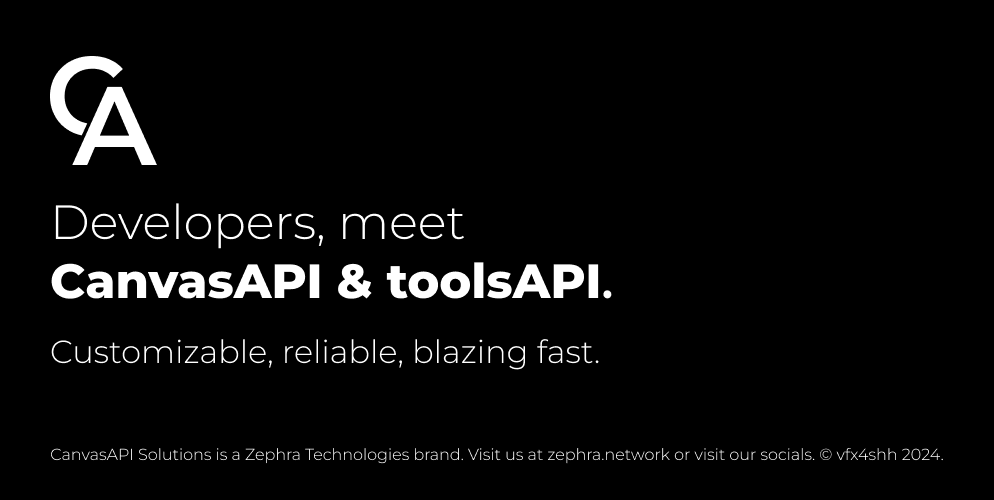 CA
Developers, meet
CanvasAPI & toolsAPI.
Customizable, reliable, blazing fast.
CanvasAPI Solutions is a Zephra Technologies brand. Visit us at zephra.network or visit our socials. © vfx4shh 2024.